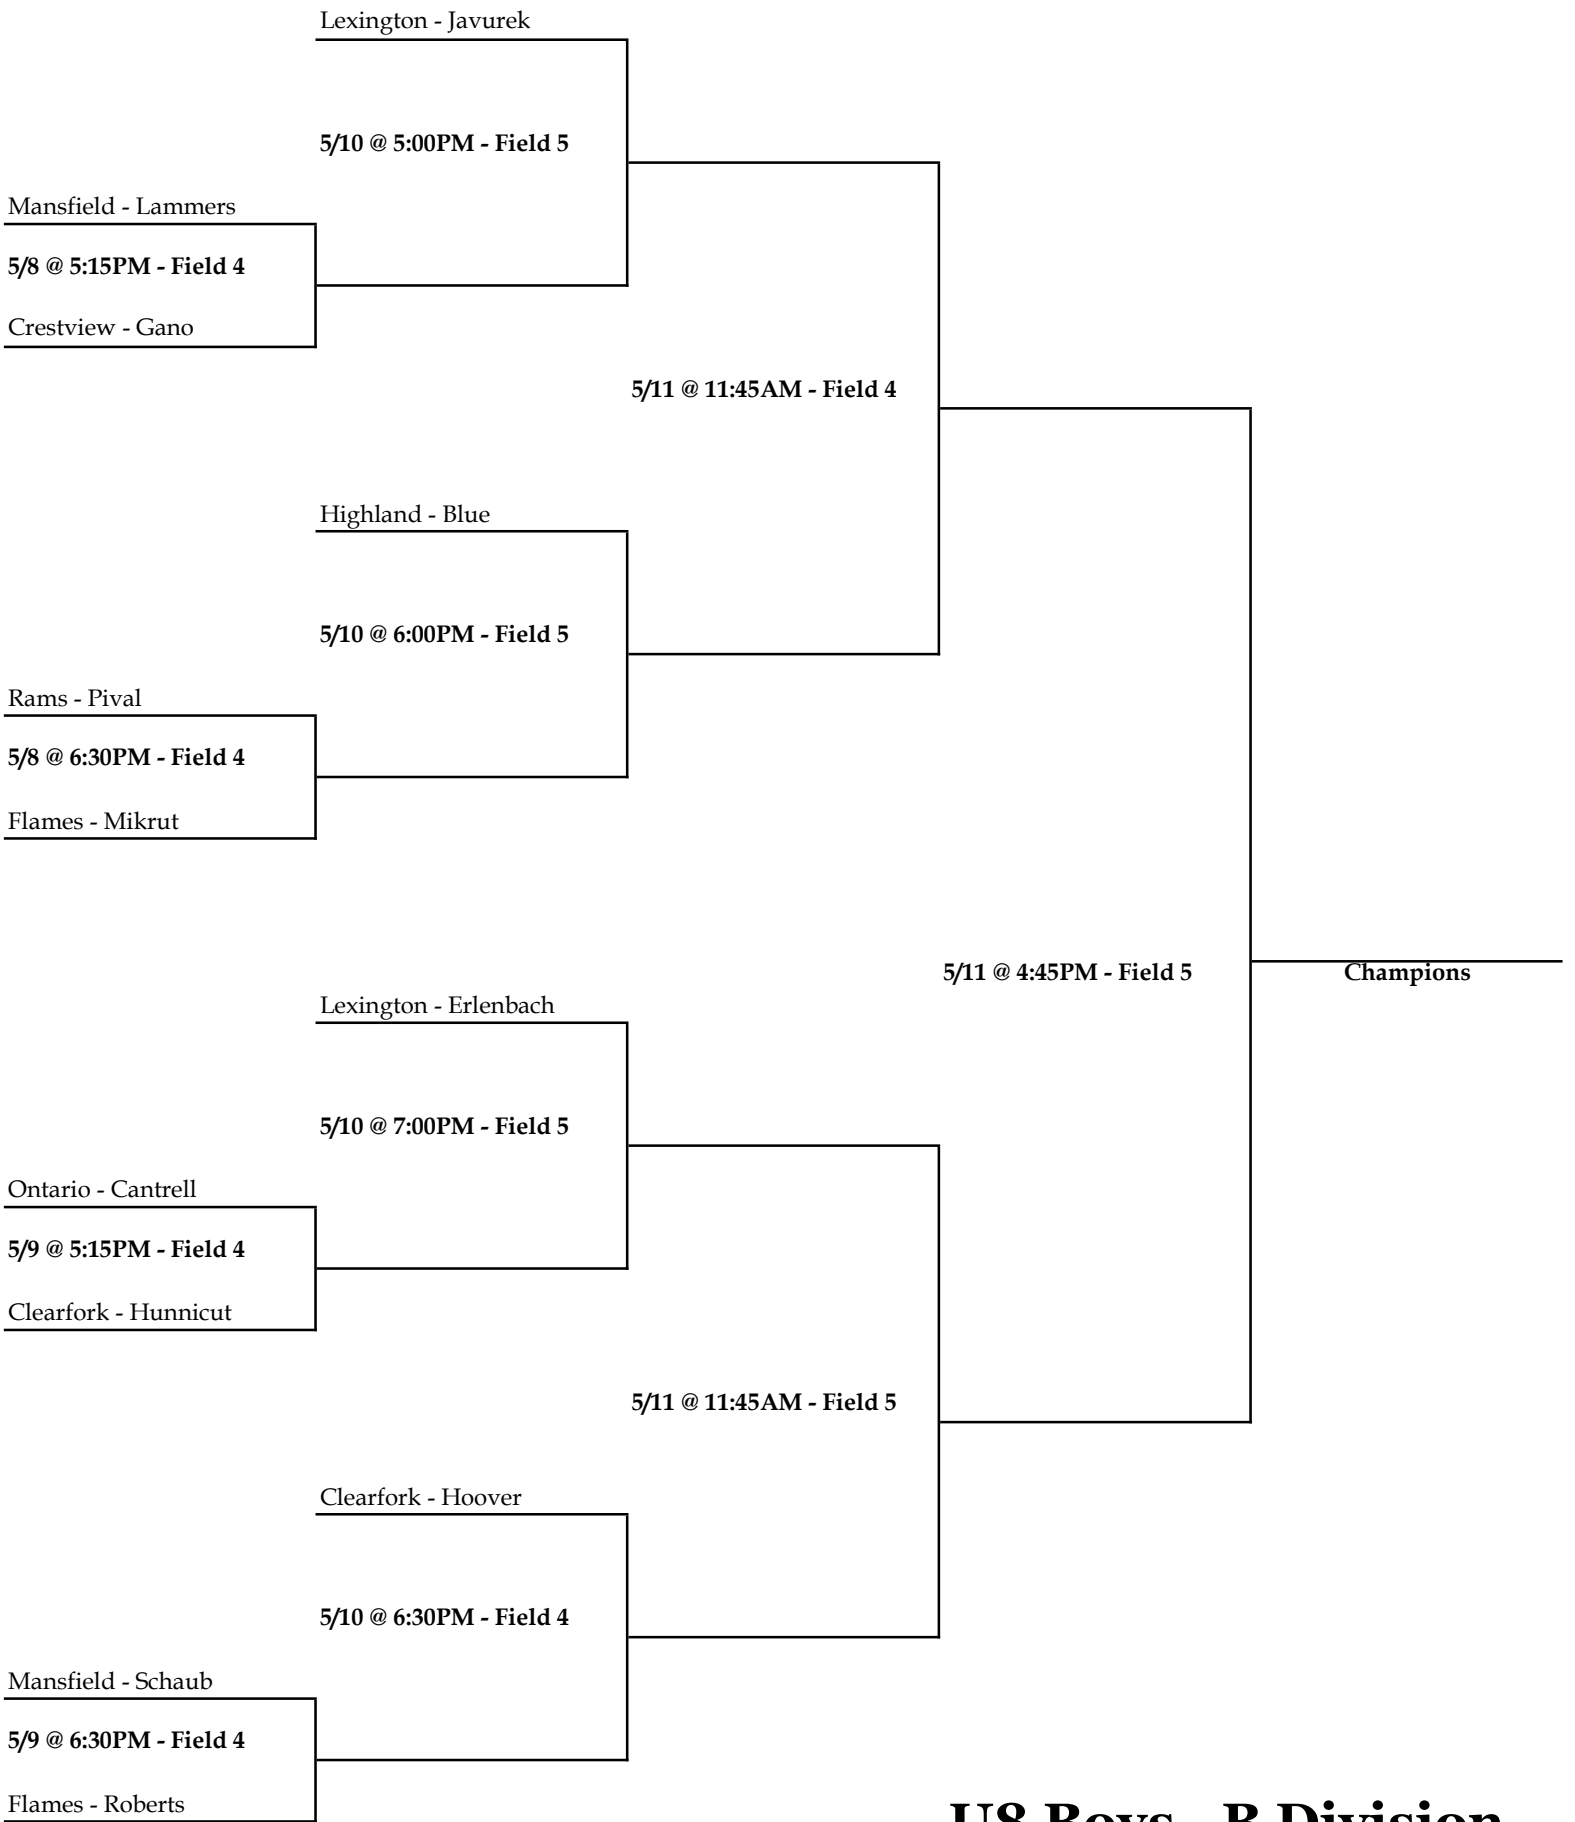 Lexington - Javurek
5/10 @ 5:00PM - Field 5
Mansfield - Lammers
5/8 @ 5:15PM - Field 4
Crestview - Gano
5/11 @ 11:45AM - Field 4
Highland - Blue
5/10 @ 6:00PM - Field 5
Rams - Pival
5/8 @ 6:30PM - Field 4
Flames - Mikrut
5/11 @ 4:45PM - Field 5
Champions
Lexington - Erlenbach
5/10 @ 7:00PM - Field 5
Ontario - Cantrell
5/9 @ 5:15PM - Field 4
Clearfork - Hunnicut
5/11 @ 11:45AM - Field 5
Clearfork - Hoover
5/10 @ 6:30PM - Field 4
Mansfield - Schaub
5/9 @ 6:30PM - Field 4
Flames - Roberts
U8 Boys - B Division